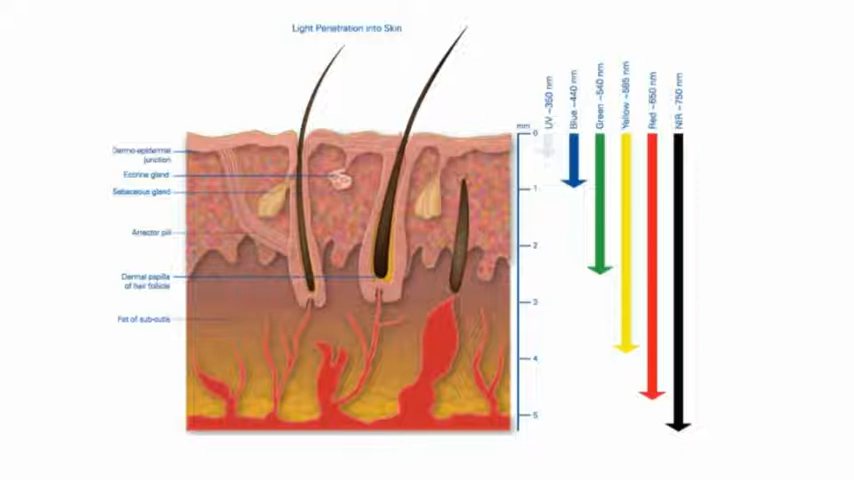 Light Penetration into Skin
Dermo-epidermal
junction
Eccrine gland
Sebaceous gland
Arrector pili
Dermal papilla
of hair follicle
Fat of sub-cutis
mm
0
1
2
3
4
5
UV ~350 nm
Blue ~440 nm
Green ~540 nm
Yellow ~585 nm
Red ~650 nm
NIR ~750 nm